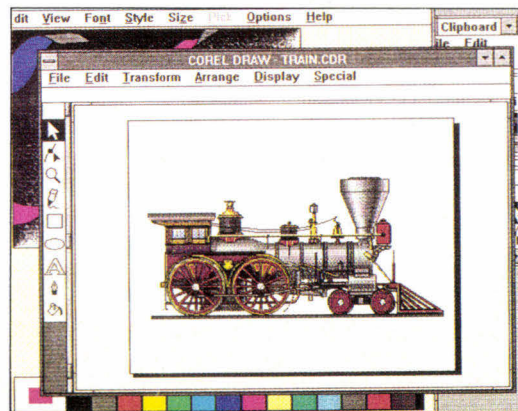 dit View Font Style Size Pick Options Help
Clipboard
ile Edit
COREL DRAW - TRAIN.CDR
File Edit Transform Arrange Display Special
A